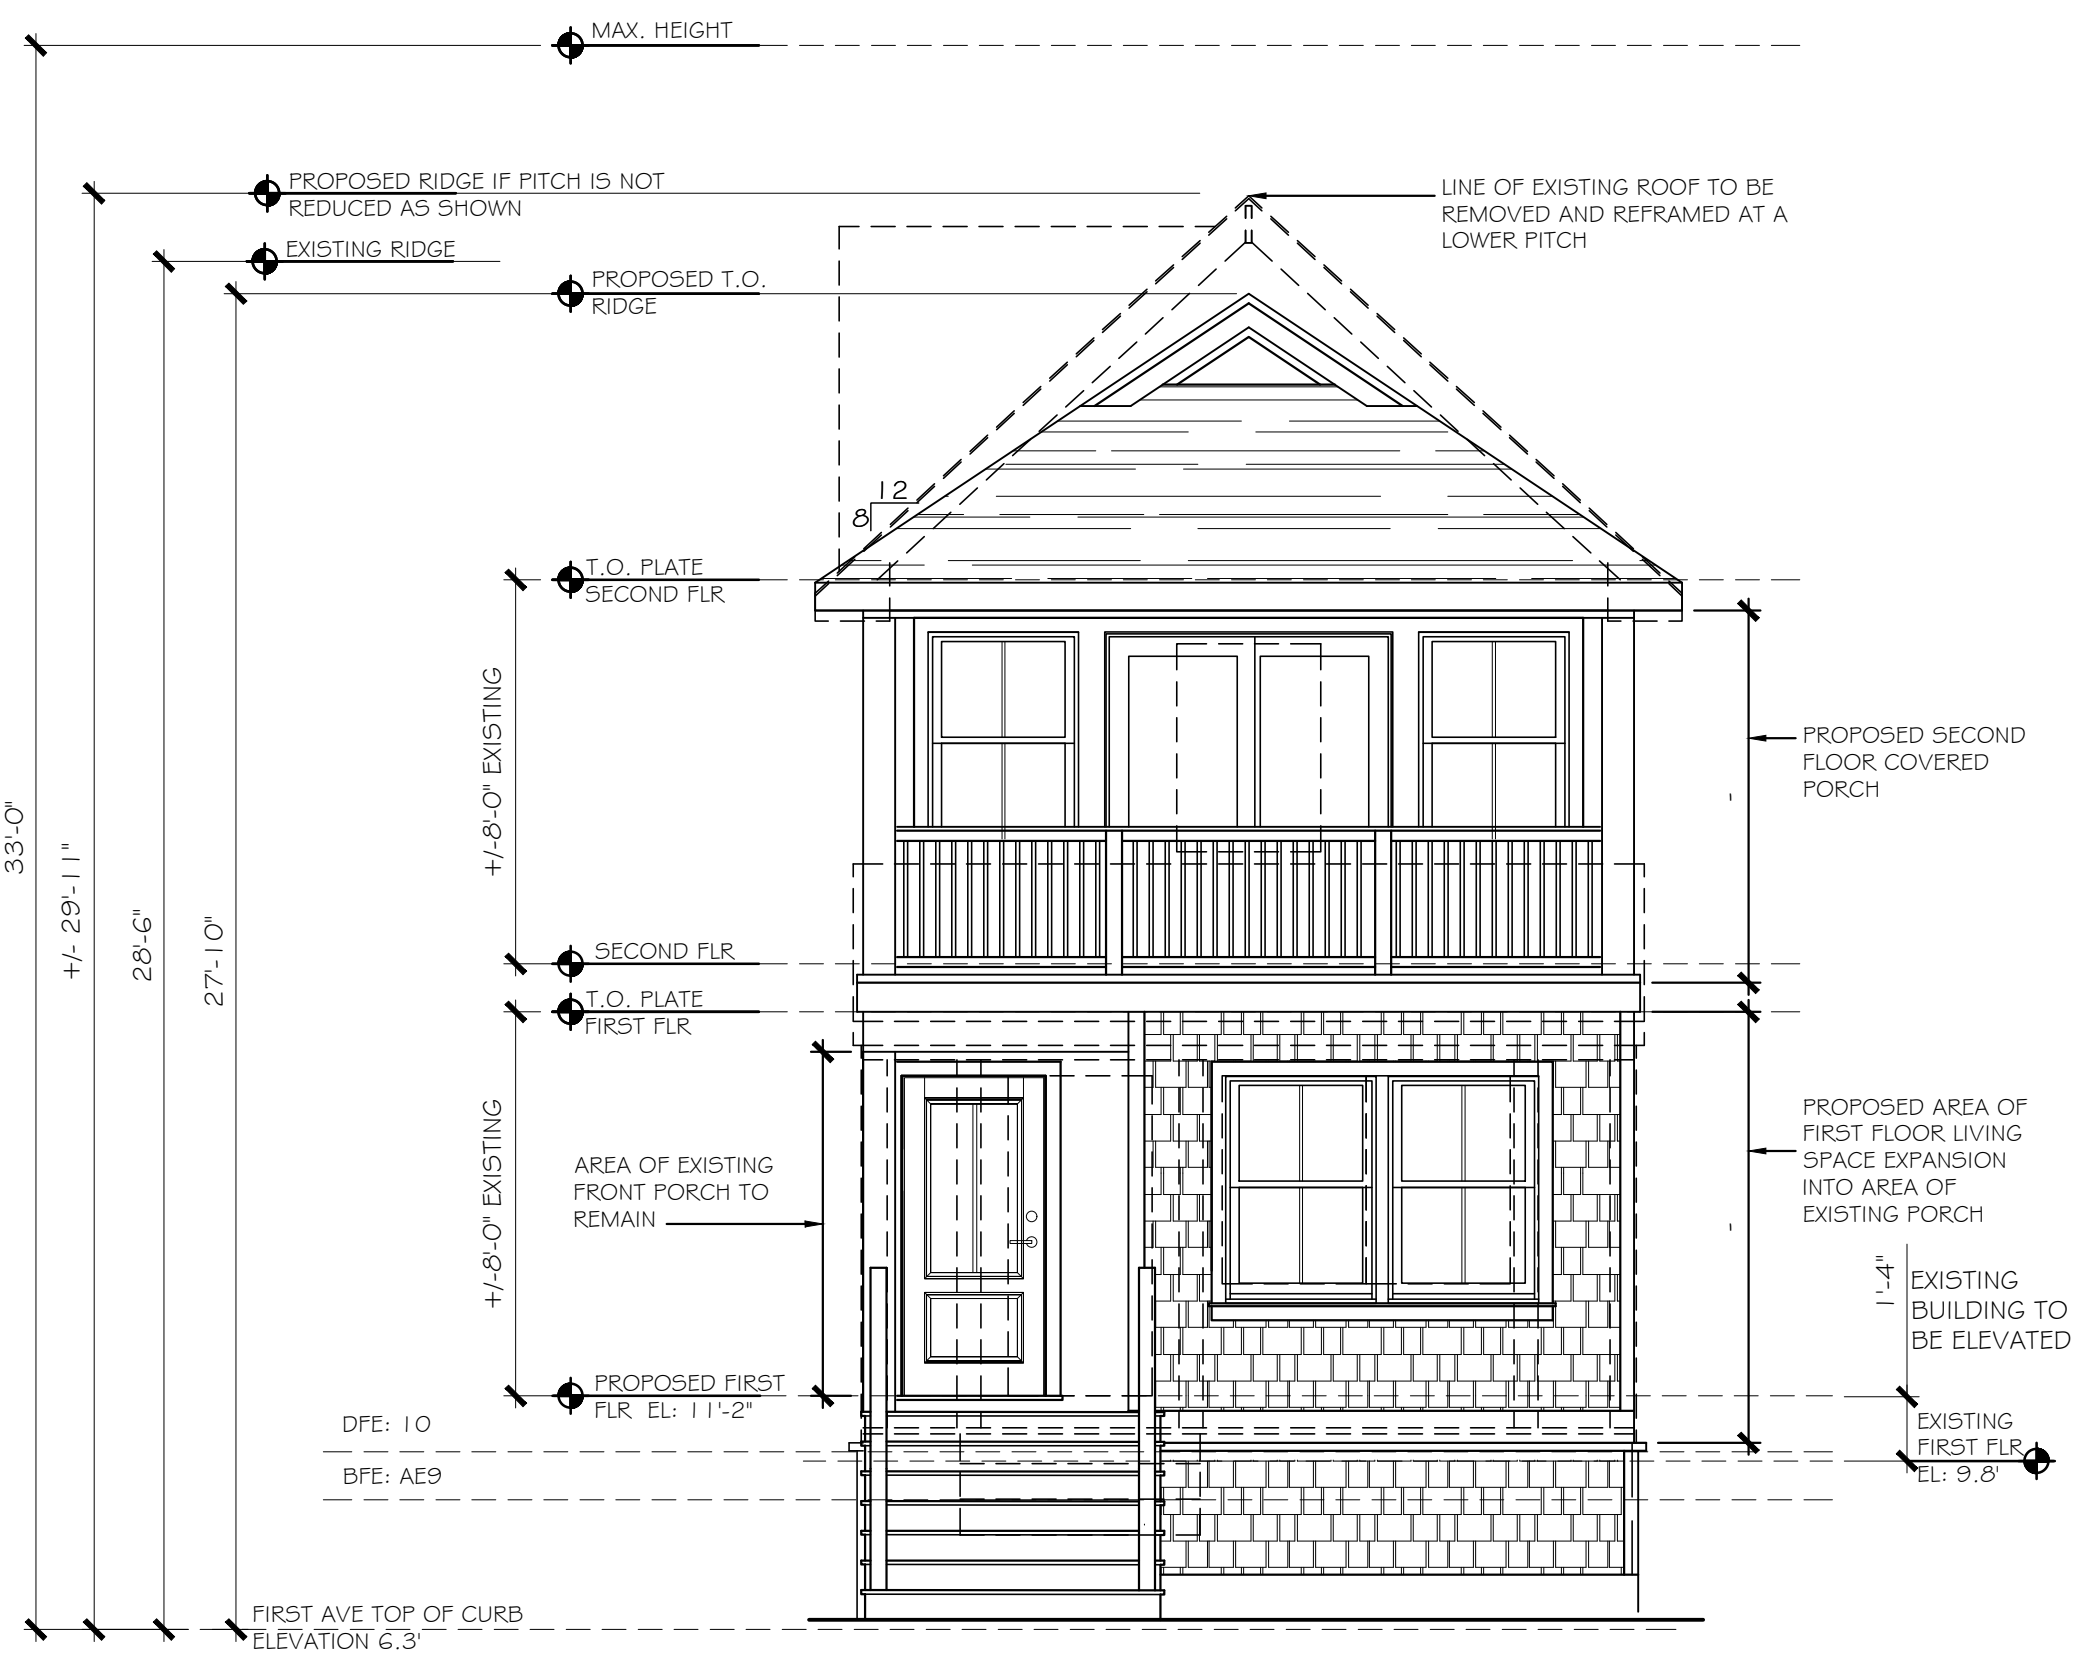 MAX. HEIGHT
PROPOSED RIDGE IF PITCH IS NOT
REDUCED AS SHOWN
LINE OF EXISTING ROOF TO BE
REMOVED AND REFRAMED AT A
LOWER PITCH
EXISTING RIDGE
PROPOSED T.O.
RIDGE
12
8
T.O. PLATE
SECOND FLR
+/-8'-0" EXISTING
PROPOSED SECOND
FLOOR COVERED
PORCH
33'-0"
+/- 29'-11"
28'-6"
27'-10"
SECOND FLR
T.O. PLATE
FIRST FLR
+/-8'-0" EXISTING
AREA OF EXISTING
FRONT PORCH TO
REMAIN
PROPOSED AREA OF
FIRST FLOOR LIVING
SPACE EXPANSION
INTO AREA OF
EXISTING PORCH
1'-4"
EXISTING
BUILDING TO
BE ELEVATED
PROPOSED FIRST
FLR EL: 11'-2"
DFE: 10
BFE: AE9
EXISTING
FIRST FLR
EL: 9.8'
FIRST AVE TOP OF CURB
ELEVATION 6.3'